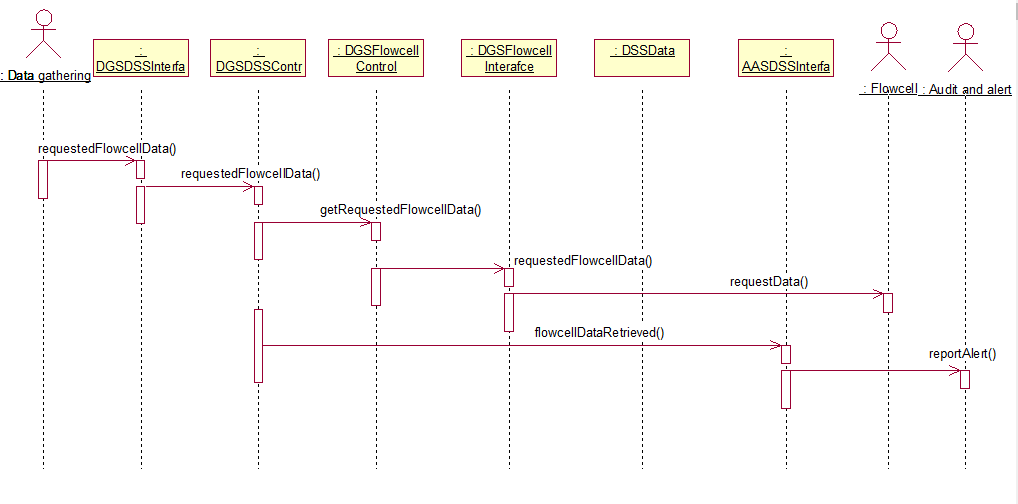 : Data gathering
:
DGSDSSInterfa
:
DGSDSSContr
: DGSFlowcell
Control
: DGSFlowcell
Interafce
: DSSData
:
AASDSSInterfa
: Flowcell
: Audit and alert
requestedFlowcellData()
requestedFlowcellData()
getRequestedFlowcellData()
requestedFlowcellData()
requestData()
flowcellDataRetrieved()
reportAlert()